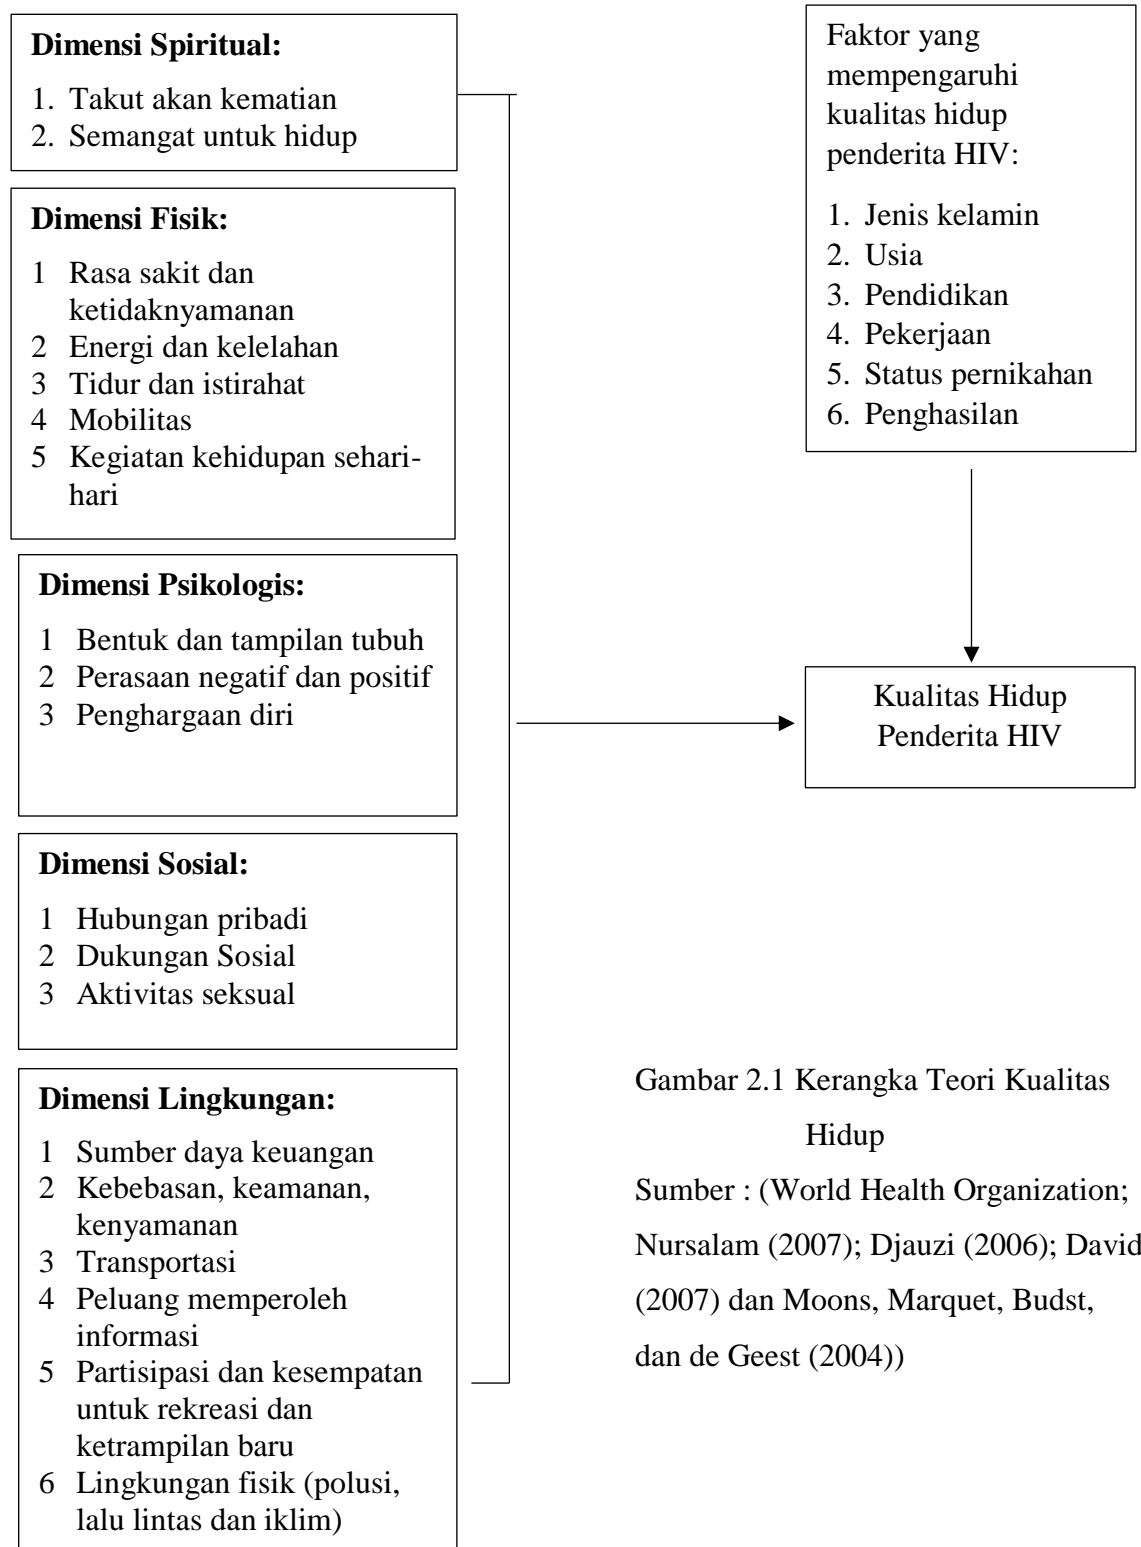 Dimensi Spiritual:
1. Takut akan kematian
2. Semangat untuk hidup
Dimensi Fisik:
1 Rasa sakit dan
ketidaknyamanan
2 Energi dan kelelahan
3 Tidur dan istirahat
4 Mobilitas
5 Kegiatan kehidupan sehari-
hari
Dimensi Psikologis:
1 Bentuk dan tampilan tubuh
2 Perasaan negatif dan positif
3 Penghargaan diri
Dimensi Sosial:
1 Hubungan pribadi
2 Dukungan Sosial
3 Aktivitas seksual
Dimensi Lingkungan:
1 Sumber daya keuangan
2 Kebebasan, keamanan,
kenyamanan
3 Transportasi
4 Peluang memperoleh
informasi
5 Partisipasi dan kesempatan
untuk rekreasi dan
ketrampilan baru
6 Lingkungan fisik (polusi,
lalu lintas dan iklim)
Faktor yang
mempengaruhi
kualitas hidup
penderita HIV:
1. Jenis kelamin
2. Usia
3. Pendidikan
4. Pekerjaan
5. Status pernikahan
6. Penghasilan
Kualitas Hidup
Penderita HIV
Gambar 2.1 Kerangka Teori Kualitas
Hidup
Sumber : (World Health Organization;
Nursalam (2007); Djauzi (2006); David
(2007) dan Moons, Marquet, Budst,
dan de Geest (2004))